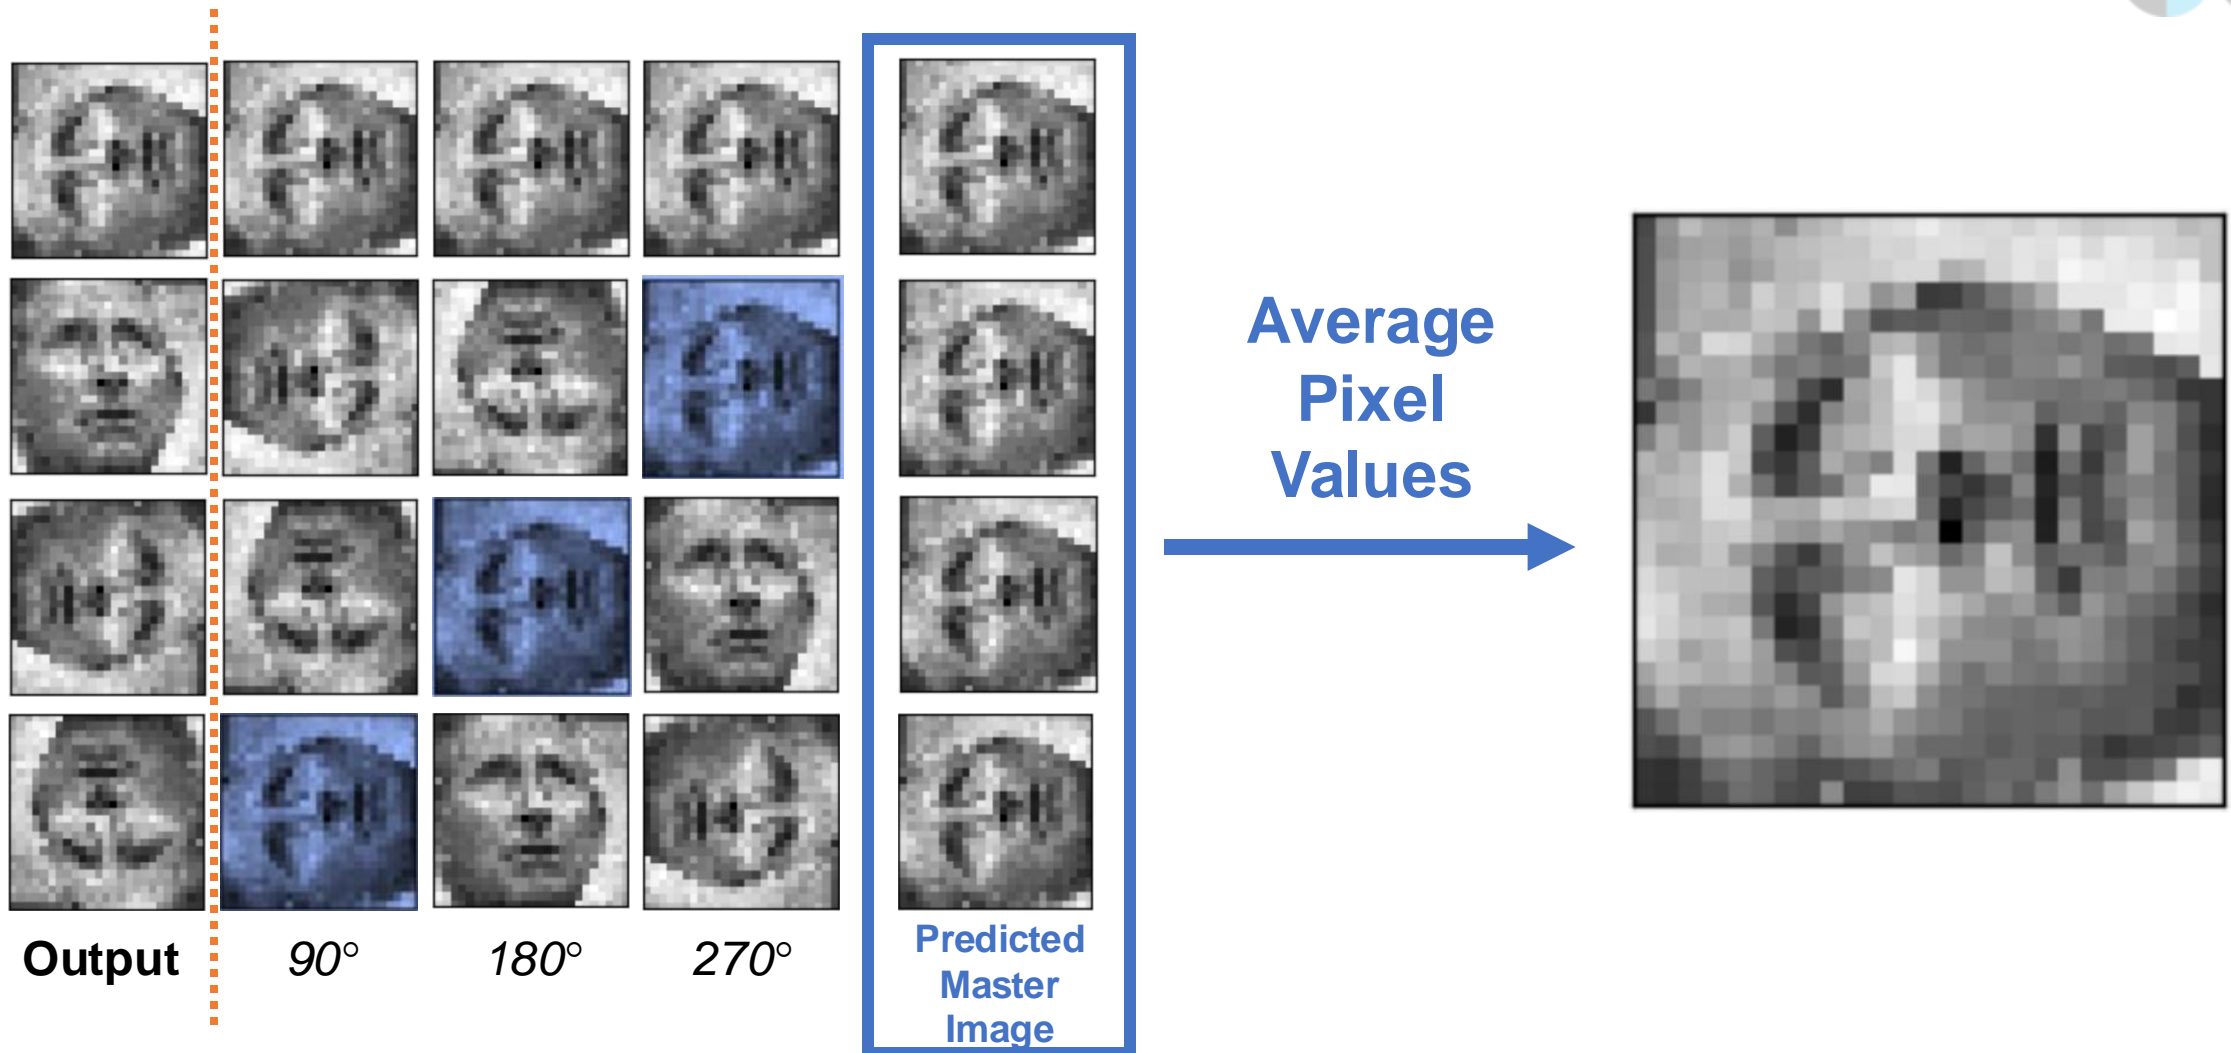 Average
Pixel
Values
Output
90°
180°
270°
Predicted
Master
Image